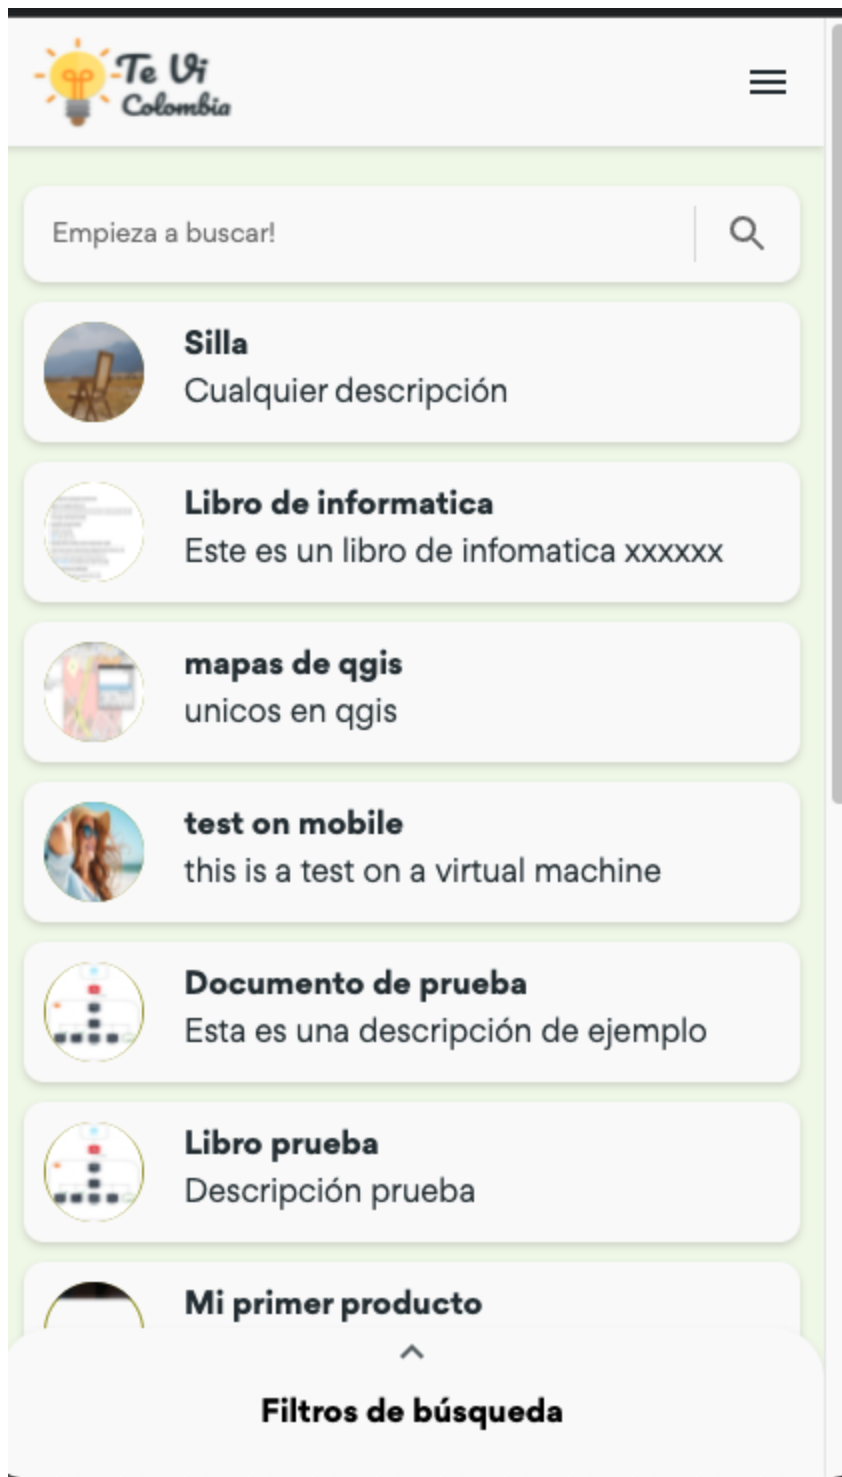 Te Vi
Colombia
Empieza a buscar!
Silla
Cualquier descripción
Libro de informatica
Este es un libro de infomatica xxxxxx
mapas de qgis
unicos en qgis
test on mobile
this is a test on a virtual machine
Documento de prueba
Esta es una descripción de ejemplo
Libro prueba
Descripción prueba
Mi primer producto
Filtros de búsqueda